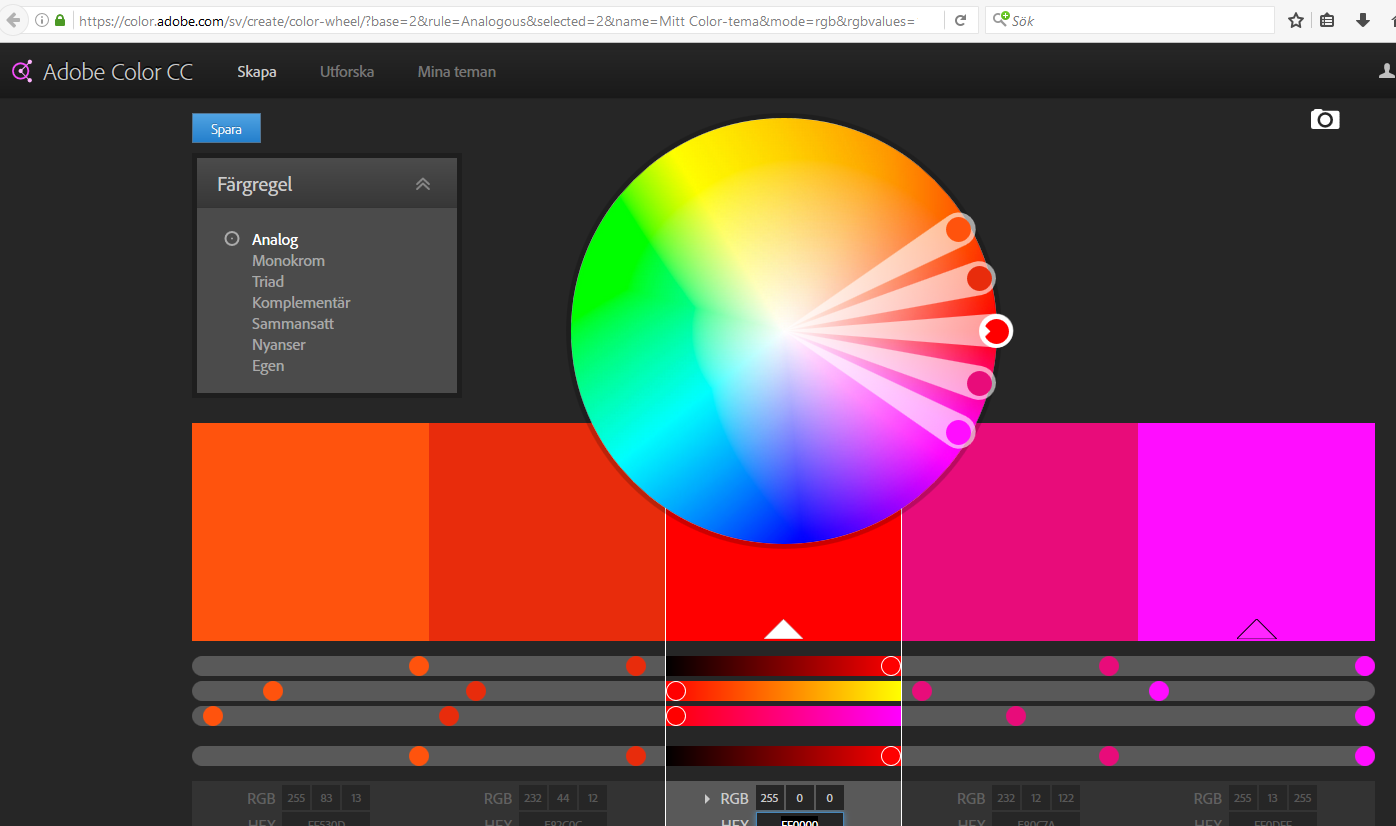 https://color.adobe.com/sv/create/color-wheel/?base=2&rule=Analogous&selected=2&name=Mitt Color-tema&mode=rgb&rgbvalues= Sök
Adobe Color CC Skapa Utforska Mina teman
Spara
Färgregel
Analog
Monokrom
Triad
Komplementär
Sammansatt
Nyanser
Egen
RGB 255 83 13 RGB 232 44 12 RGB 255 0 0 RGB 232 12 122 RGB 255 13 255
HEX FF530D HEX E82C0C HEX FF0000 HEX E80C7A HEX FF0DFF